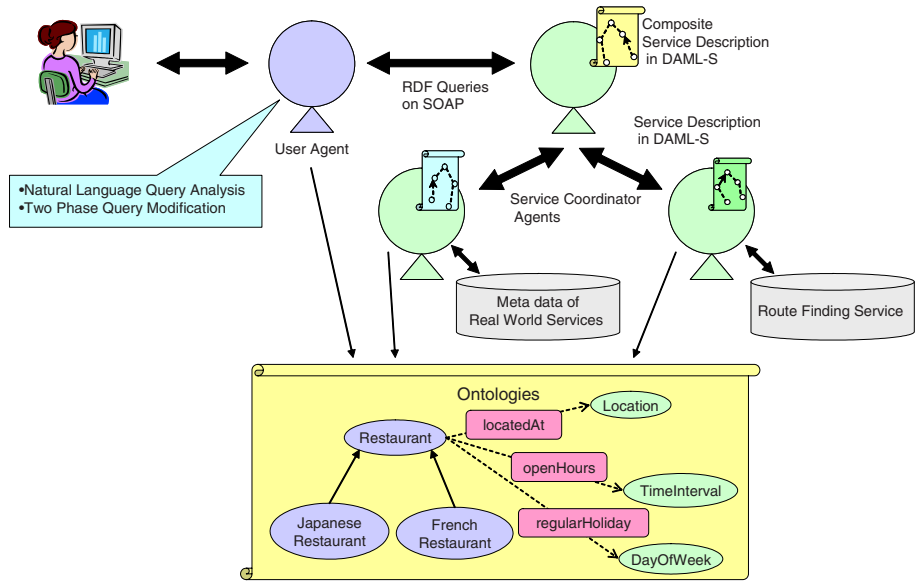 Composite
Service Description
in DAML-S
RDF Queries
on SOAP
User Agent
Service Description
in DAML-S
•Natural Language Query Analysis
•Two Phase Query Modification
Service Coordinator
Agents
Meta data of
Real World Services
Route Finding Service
Ontologies
Location
locatedAt
Restaurant
openHours
TimeInterval
regularHoliday
Japanese
Restaurant
French
Restaurant
DayOfWeek